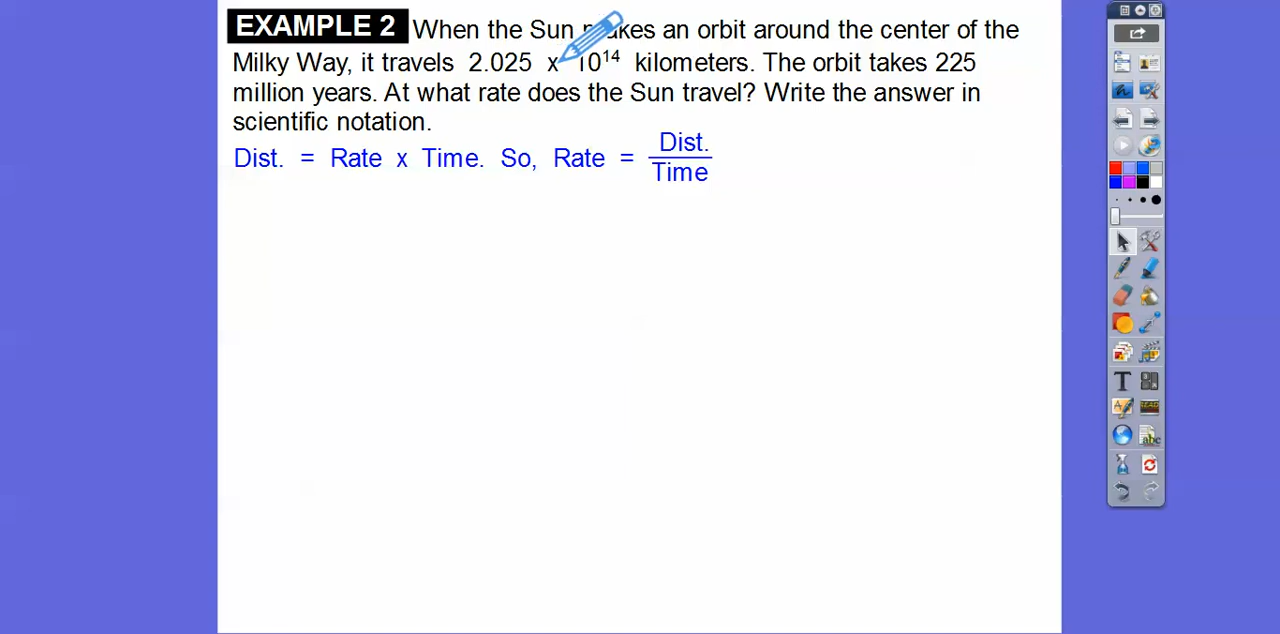 EXAMPLE 2 When the Sun makes an orbit around the center of the
Milky Way, it travels 2.025 x 10¹⁴ kilometers. The orbit takes 225
million years. At what rate does the Sun travel? Write the answer in
scientific notation.
Dist. = Rate x Time. So, Rate = Dist.
Time